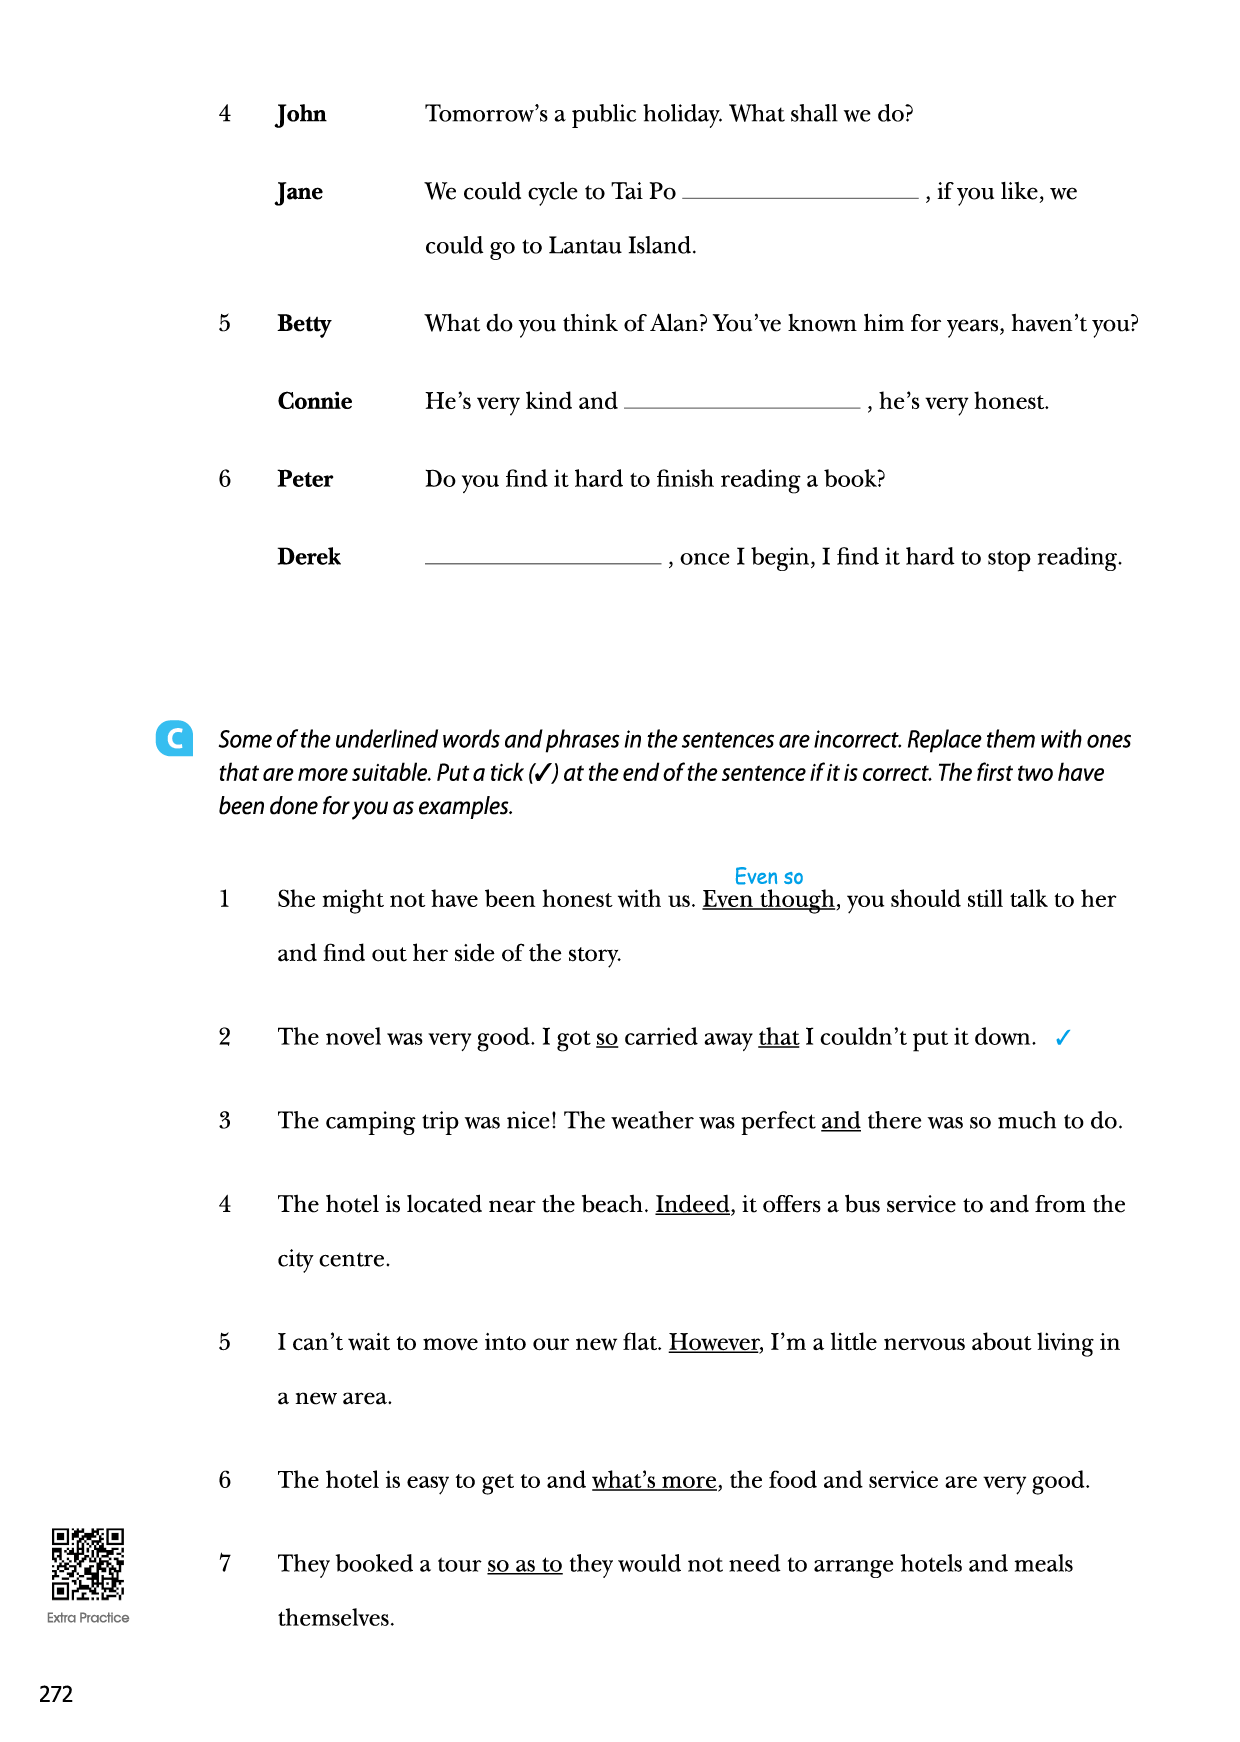 4 John Tomorrow’s a public holiday. What shall we do?
Jane We could cycle to Tai Po ____________________ , if you like, we
could go to Lantau Island.
5 Betty What do you think of Alan? You’ve known him for years, haven’t you?
Connie He’s very kind and ____________________ , he’s very honest.
6 Peter Do you find it hard to finish reading a book?
Derek ____________________ , once I begin, I find it hard to stop reading.
C Some of the underlined words and phrases in the sentences are incorrect. Replace them with ones
that are more suitable. Put a tick (✓) at the end of the sentence if it is correct. The first two have
been done for you as examples.
Even so
1 She might not have been honest with us. Even though, you should still talk to her
and find out her side of the story.
2 The novel was very good. I got so carried away that I couldn’t put it down. ✓
3 The camping trip was nice! The weather was perfect and there was so much to do.
4 The hotel is located near the beach. Indeed, it offers a bus service to and from the
city centre.
5 I can’t wait to move into our new flat. However, I’m a little nervous about living in
a new area.
6 The hotel is easy to get to and what’s more, the food and service are very good.
7 They booked a tour so as to they would not need to arrange hotels and meals
themselves.
Extra Practice
272